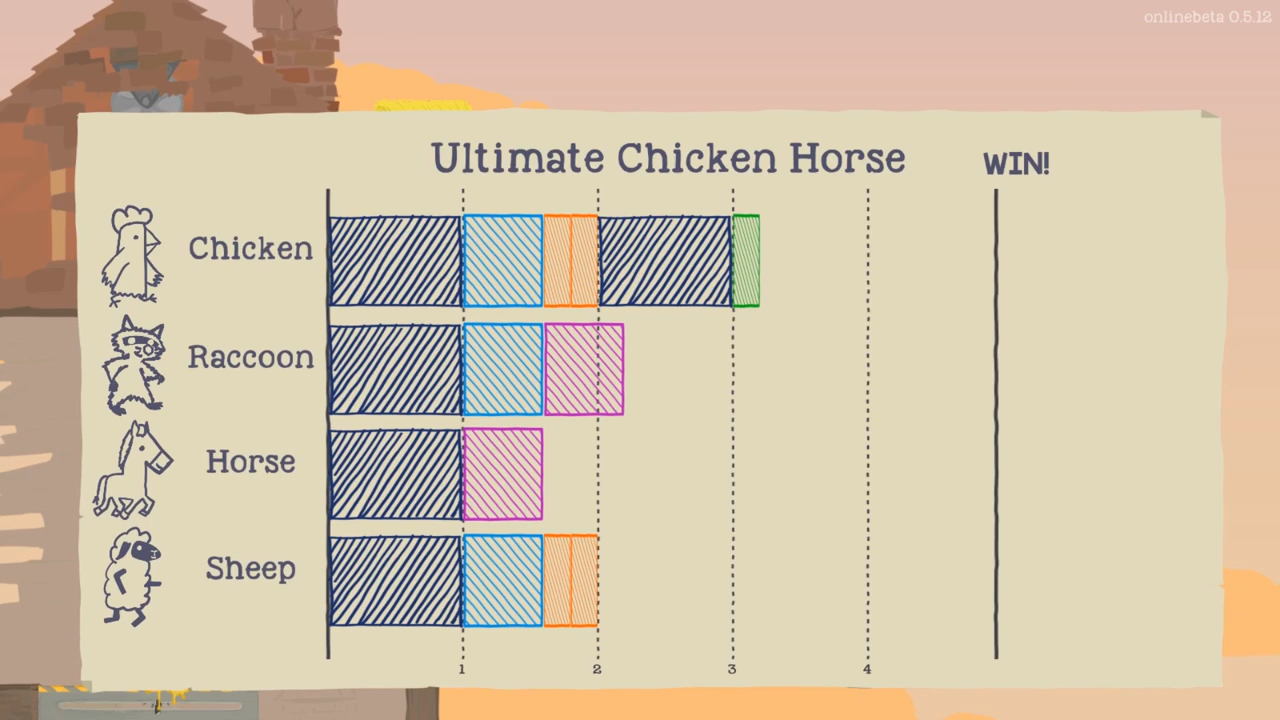 onlinebeta 0.5.12
Ultimate Chicken Horse
WIN!
Chicken
Raccoon
Horse
Sheep
1 2 3 4